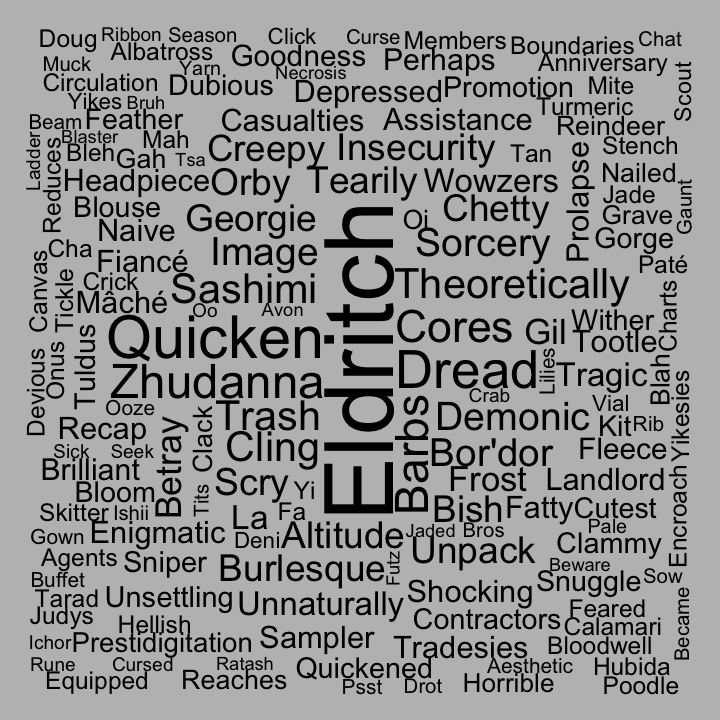 Doug
Ribbon
Season
Click
Curse
Members
Boundaries
Chat
Muck
Albatross
Yarn
Goodness
Perhaps
Anniversary
Circulation
Dubious
Necrosis
Depressed
Promotion
Mite
Scout
Yikes
Bruh
Turmeric
Beam
Feather
Casualties
Assistance
Reindeer
Ladder
Blaster
Mah
Stench
Bleh
Gah
Tsa
Creepy
Insecurity
Tan
Prolapse
Nailed
Reduces
Headpiece
Orby
Tearily
Wowzers
Jade
Gaunt
Blouse
Georgie
Oi
Chetty
Grave
Naive
Gorge
Cha
Image
Sorcery
Canvas
Fiancé
Paté
Tickle
Crick
Sashimi
Theoretically
Charts
Mâché
Oo
Avon
Eldritch
Quicken
Cores
Gil
Wither
Tootle
Devious
Onus
Tuldus
Zhudanna
Dread
Lilies
Tragic
Blah
Crab
Yikesies
Ooze
Trash
Demonic
Vial
Recap
Betray
Clack
Barbs
Kit
Rib
Sick
Seek
Cling
Bor'dor
Fleece
Brilliant
Scry
Yi
Frost
Landlord
Bloom
Tits
Bish
Fatty
Cutest
Encroach
Skitter
Ishii
La
Fa
Pale
Gown
Enigmatic
Deni
Altitude
Jaded
Bros
Clammy
Agents
Sniper
Unpack
Beware
Buffet
Burlesque
Futz
Snuggle
Sow
Tarad
Unsettling
Unnaturally
Shocking
Feared
Became
Judys
Hellish
Contractors
Calamari
Ichor
Prestidigitation
Sampler
Tradesies
Bloodwell
Rune
Cursed
Ratash
Quickened
Aesthetic
Hubida
Equipped
Reaches
Psst
Drot
Horrible
Poodle